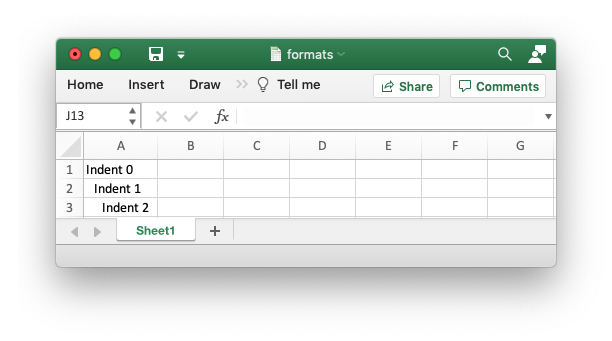 formats
Home Insert Draw Tell me Share Comments
J13 fx
A B C D E F G
1 Indent 0
2 Indent 1
3 Indent 2
Sheet1 +